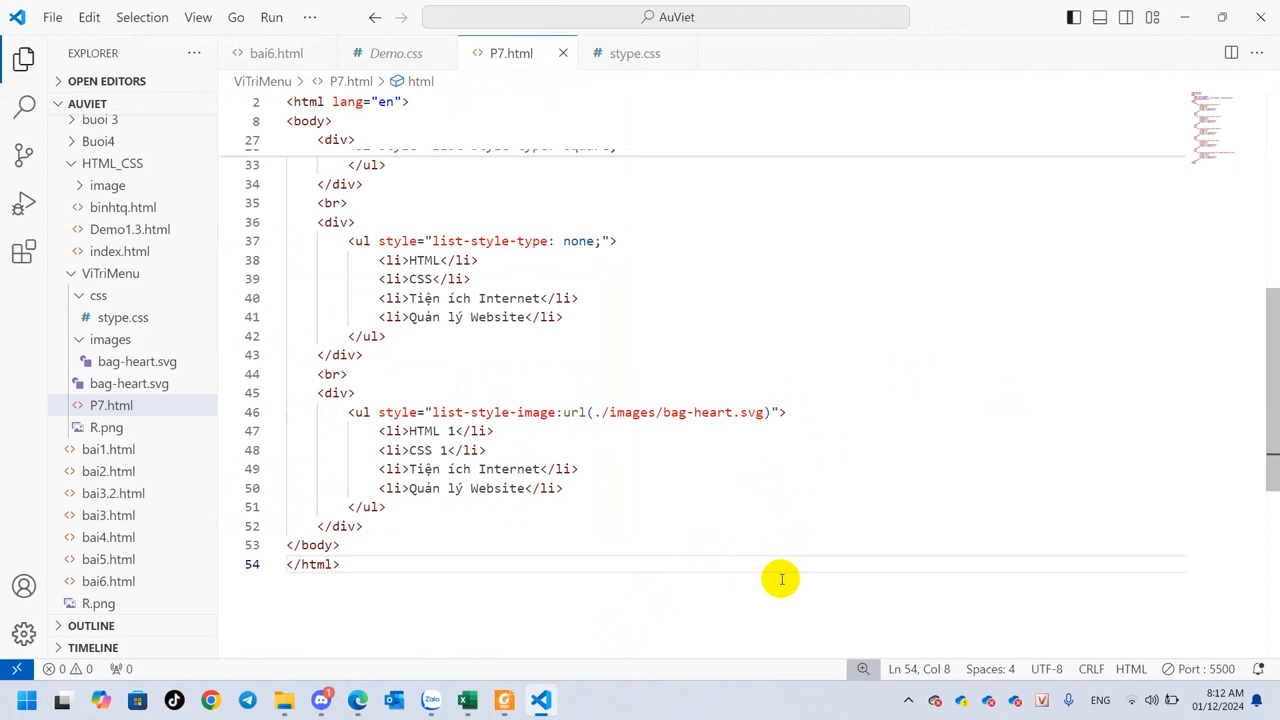 File Edit Selection View Go Run ··· AuViet
EXPLORER ···
bai6.html
Demo.css
P7.html
stype.css
OPEN EDITORS
AUVIET
buoi 3
Buoi4
HTML_CSS
image
binhtq.html
Demo1.3.html
index.html
ViTriMenu
css
stype.css
images
bag-heart.svg
bag-heart.svg
P7.html
R.png
bai1.html
bai2.html
bai3.2.html
bai3.html
bai4.html
bai5.html
bai6.html
R.png
OUTLINE
TIMELINE
ViTriMenu > P7.html > html
2 <html lang="en">
8 <body>
27 <div>
33 </ul>
34 </div>
35 <br>
36 <div>
37 <ul style="list-style-type: none;">
38 <li>HTML</li>
39 <li>CSS</li>
40 <li>Tiện ích Internet</li>
41 <li>Quản lý Website</li>
42 </ul>
43 </div>
44 <br>
45 <div>
46 <ul style="list-style-image:url(./images/bag-heart.svg)">
47 <li>HTML 1</li>
48 <li>CSS 1</li>
49 <li>Tiện ích Internet</li>
50 <li>Quản lý Website</li>
51 </ul>
52 </div>
53 </body>
54 </html>
0 0 0 Ln 54, Col 8 Spaces: 4 UTF-8 CRLF HTML Port : 5500
Zalo ENG 8:12 AM
01/12/2024